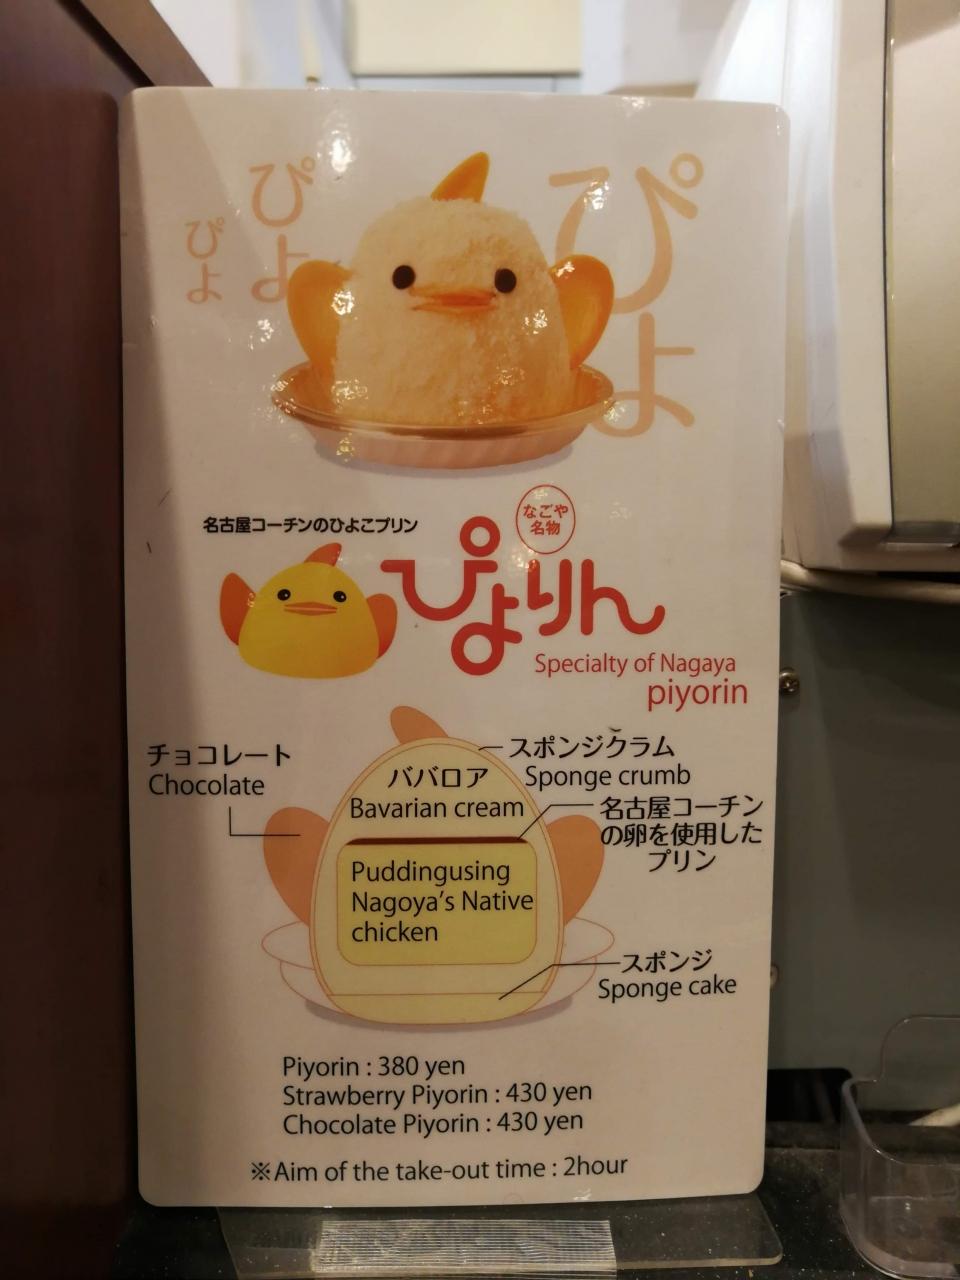 ぴよ
ぴよ
ぴよ
なごや
名物
名古屋コーチンのひよこプリン
ぴよりん
Specialty of Nagaya
piyorin
チョコレート
Chocolate
スポンジクラム
Sponge crumb
ババロア
Bavarian cream
名古屋コーチン
の卵を使用した
プリン
Puddingusing
Nagoya's Native
chicken
スポンジ
Sponge cake
Piyorin : 380 yen
Strawberry Piyorin : 430 yen
Chocolate Piyorin : 430 yen
※Aim of the take-out time : 2hour